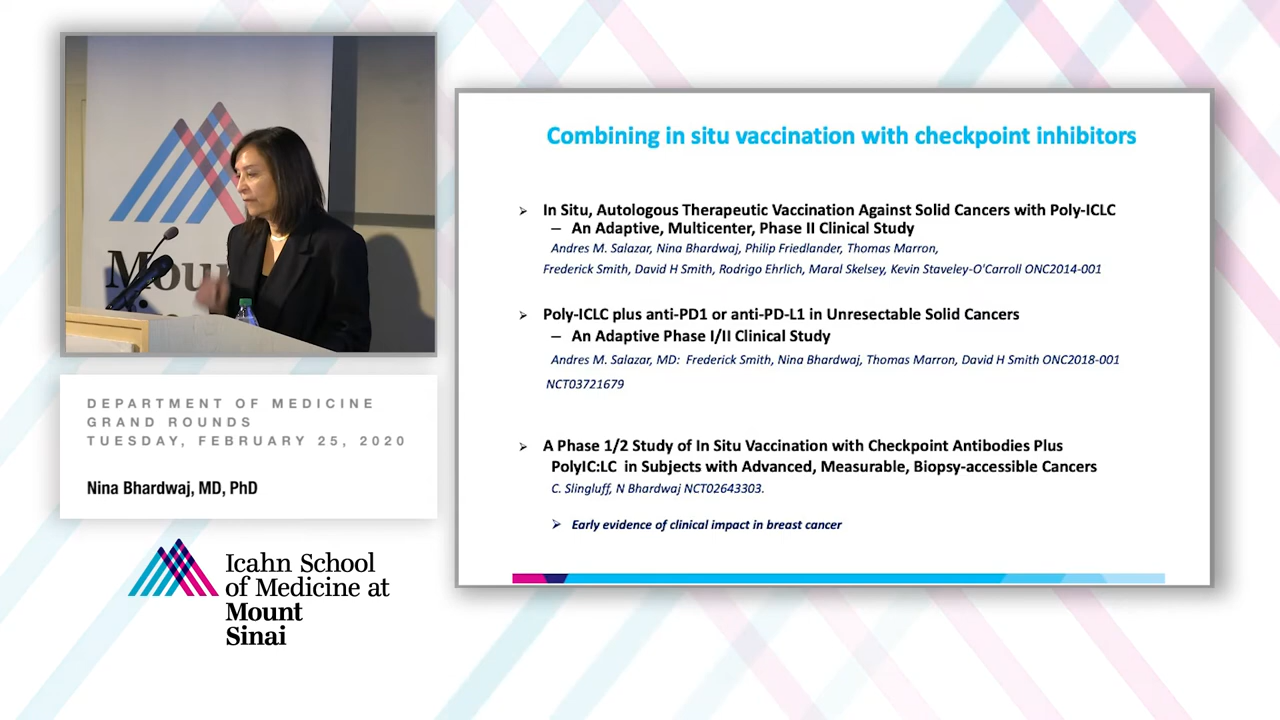 Mou
DEPARTMENT OF MEDICINE
GRAND ROUNDS
TUESDAY, FEBRUARY 25, 2020
Nina Bhardwaj, MD, PhD
Icahn School
of Medicine at
Mount
Sinai
Combining in situ vaccination with checkpoint inhibitors
➢ In Situ, Autologous Therapeutic Vaccination Against Solid Cancers with Poly-ICLC
– An Adaptive, Multicenter, Phase II Clinical Study
Andres M. Salazar, Nina Bhardwaj, Philip Friedlander, Thomas Marron,
Frederick Smith, David H Smith, Rodrigo Ehrlich, Maral Skelsey, Kevin Staveley-O'Carroll ONC2014-001
➢ Poly-ICLC plus anti-PD1 or anti-PD-L1 in Unresectable Solid Cancers
– An Adaptive Phase I/II Clinical Study
Andres M. Salazar, MD: Frederick Smith, Nina Bhardwaj, Thomas Marron, David H Smith ONC2018-001
NCT03721679
➢ A Phase 1/2 Study of In Situ Vaccination with Checkpoint Antibodies Plus
PolyIC:LC in Subjects with Advanced, Measurable, Biopsy-accessible Cancers
C. Slingluff, N Bhardwaj NCT02643303.
➢ Early evidence of clinical impact in breast cancer